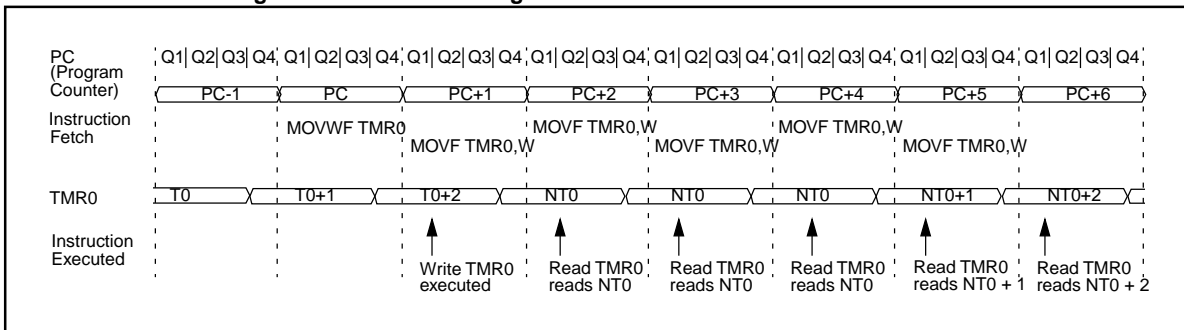 PC
(Program
Counter)
Q1 Q2 Q3 Q4 Q1 Q2 Q3 Q4 Q1 Q2 Q3 Q4 Q1 Q2 Q3 Q4 Q1 Q2 Q3 Q4 Q1 Q2 Q3 Q4 Q1 Q2 Q3 Q4 Q1 Q2 Q3 Q4
PC-1 PC PC+1 PC+2 PC+3 PC+4 PC+5 PC+6
Instruction
Fetch
MOVWF TMR0
MOVF TMR0,W
MOVF TMR0,W
MOVF TMR0,W
MOVF TMR0,W
MOVF TMR0,W
TMR0
T0 T0+1 T0+2 NT0 NT0 NT0 NT0+1 NT0+2
Instruction
Executed
Write TMR0
executed
Read TMR0
reads NT0
Read TMR0
reads NT0
Read TMR0
reads NT0
Read TMR0
reads NT0 + 1
Read TMR0
reads NT0 + 2